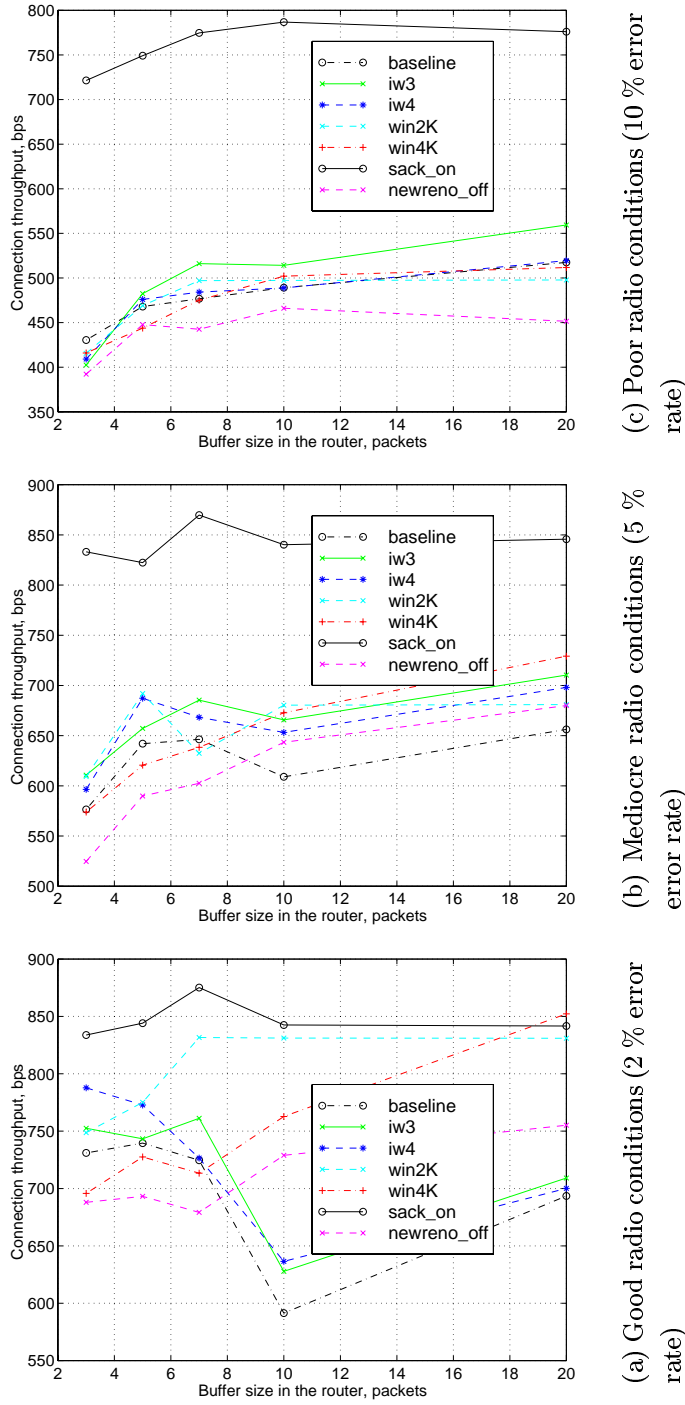 800
750
700
650
600
550
500
450
400
350
Connection throughput, bps
baseline
iw3
iw4
win2K
win4K
sack_on
newreno_off
2 4 6 8 10 12 14 16 18 20
Buffer size in the router, packets
(c) Poor radio conditions (10 % error
rate)
900
850
800
750
700
650
600
550
500
Connection throughput, bps
baseline
iw3
iw4
win2K
win4K
sack_on
newreno_off
2 4 6 8 10 12 14 16 18 20
Buffer size in the router, packets
(b) Mediocre radio conditions (5 %
error rate)
900
850
800
750
700
650
600
550
Connection throughput, bps
baseline
iw3
iw4
win2K
win4K
sack_on
newreno_off
2 4 6 8 10 12 14 16 18 20
Buffer size in the router, packets
(a) Good radio conditions (2 % error
rate)